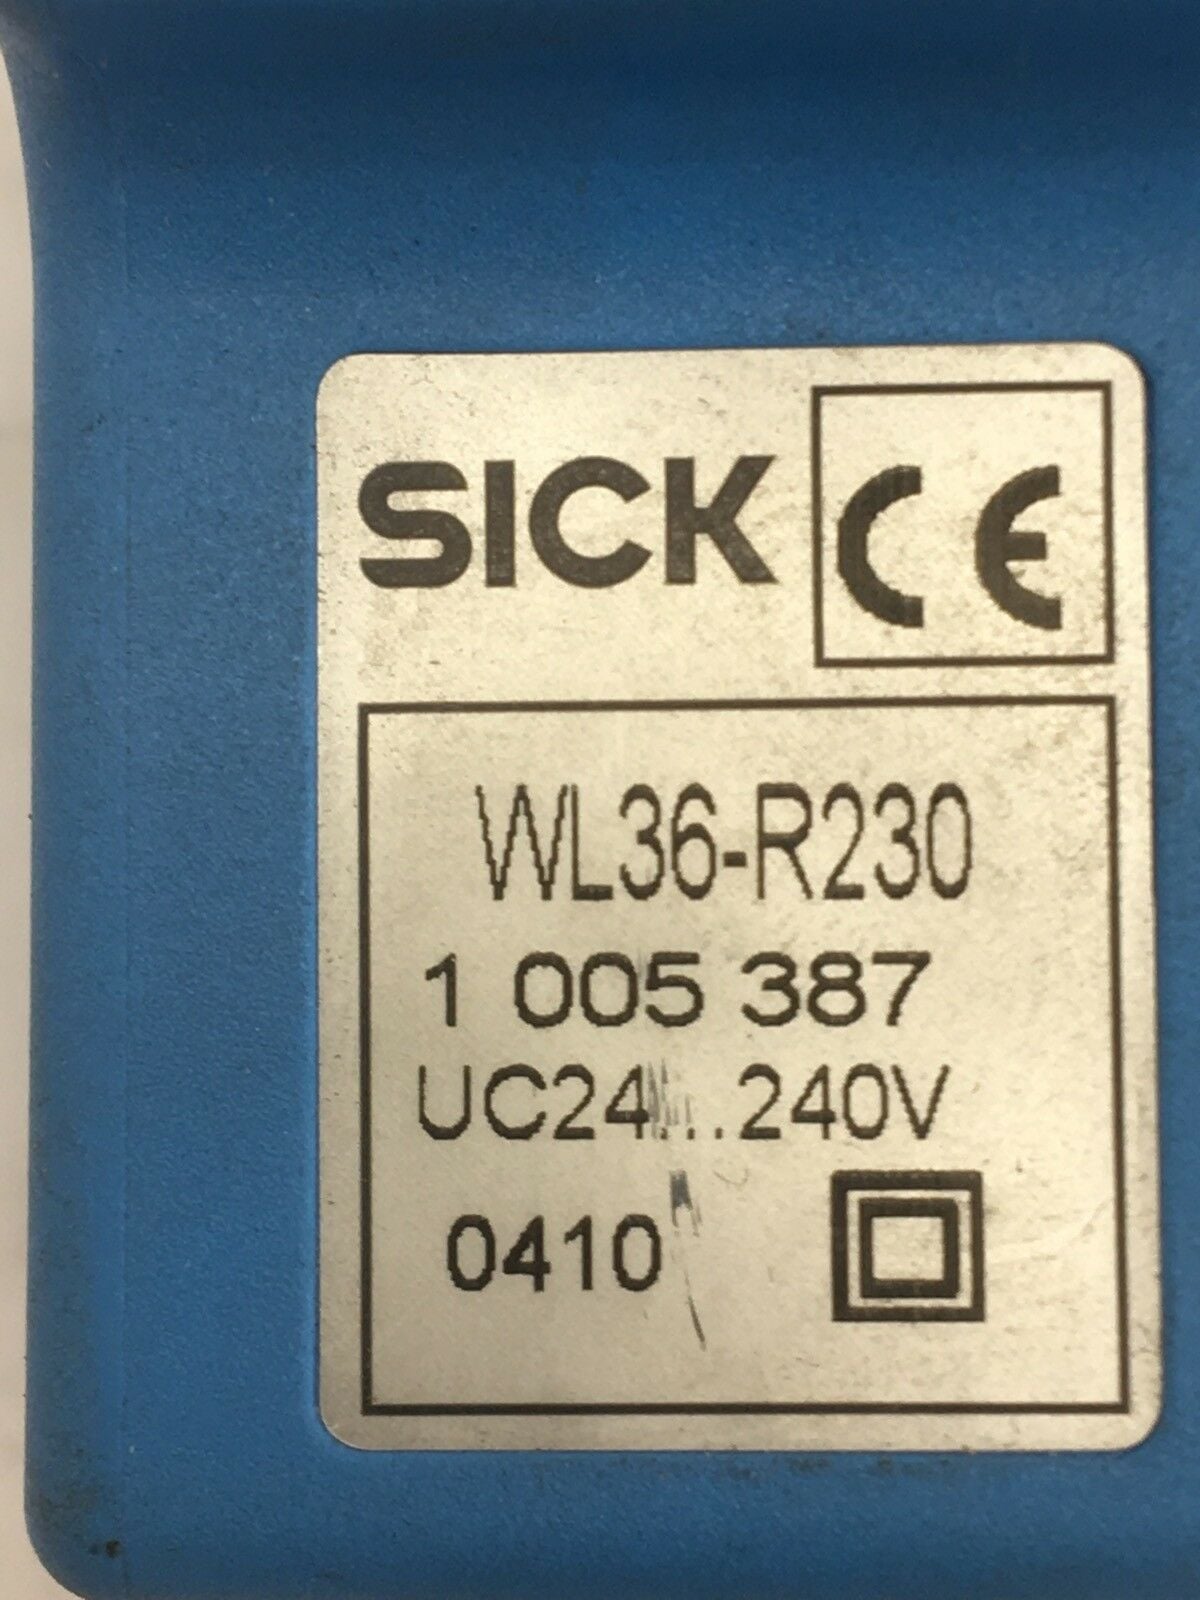 SICK CE
WL36-R230
1 005 387
UC24...240V
0410